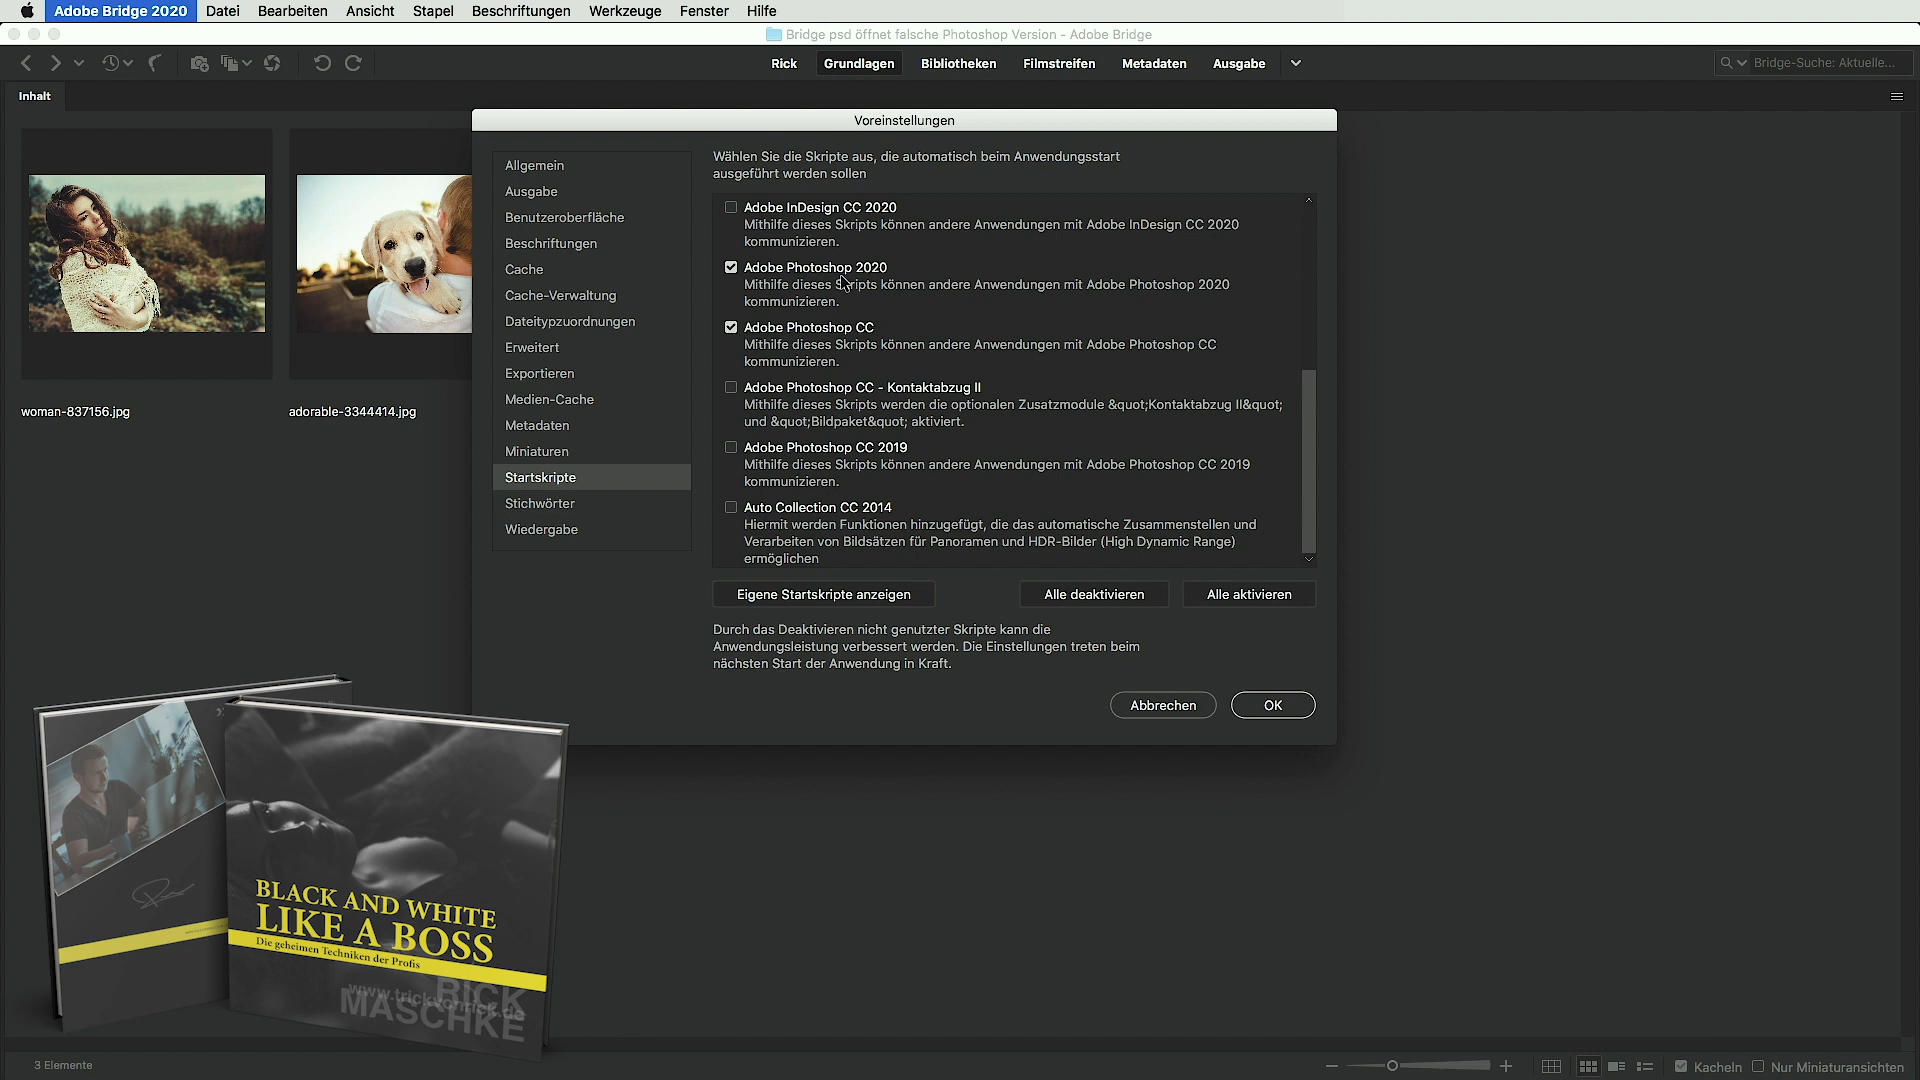 Adobe Bridge 2020 Datei Bearbeiten Ansicht Stapel Beschriftungen Werkzeuge Fenster Hilfe
Bridge psd öffnet falsche Photoshop Version - Adobe Bridge
Rick Grundlagen Bibliotheken Filmstreifen Metadaten Ausgabe
Bridge-Suche: Aktuelle...
Inhalt
Voreinstellungen
Allgemein
Ausgabe
Benutzeroberfläche
Beschriftungen
Cache
Cache-Verwaltung
Dateitypzuordnungen
Erweitert
Exportieren
Medien-Cache
Metadaten
Miniaturen
Startskripte
Stichwörter
Wiedergabe
Wählen Sie die Skripte aus, die automatisch beim Anwendungsstart
ausgeführt werden sollen
Adobe InDesign CC 2020
Mithilfe dieses Skripts können andere Anwendungen mit Adobe InDesign CC 2020
kommunizieren.
Adobe Photoshop 2020
Mithilfe dieses Skripts können andere Anwendungen mit Adobe Photoshop 2020
kommunizieren.
Adobe Photoshop CC
Mithilfe dieses Skripts können andere Anwendungen mit Adobe Photoshop CC
kommunizieren.
Adobe Photoshop CC - Kontaktabzug II
Mithilfe dieses Skripts werden die optionalen Zusatzmodule &quot;Kontaktabzug II&quot;
und &quot;Bildpaket&quot; aktiviert.
Adobe Photoshop CC 2019
Mithilfe dieses Skripts können andere Anwendungen mit Adobe Photoshop CC 2019
kommunizieren.
Auto Collection CC 2014
Hiermit werden Funktionen hinzugefügt, die das automatische Zusammenstellen und
Verarbeiten von Bildsätzen für Panoramen und HDR-Bilder (High Dynamic Range)
ermöglichen
Eigene Startskripte anzeigen
Alle deaktivieren
Alle aktivieren
Durch das Deaktivieren nicht genutzter Skripte kann die
Anwendungsleistung verbessert werden. Die Einstellungen treten beim
nächsten Start der Anwendung in Kraft.
Abbrechen
OK
woman-837156.jpg
adorable-3344414.jpg
BLACK AND WHITE
LIKE A BOSS
Die geheimen Techniken der Profis
www.trickvonrick.de
RICK
MASCHKE
3 Elemente
Kacheln
Nur Miniaturansichten